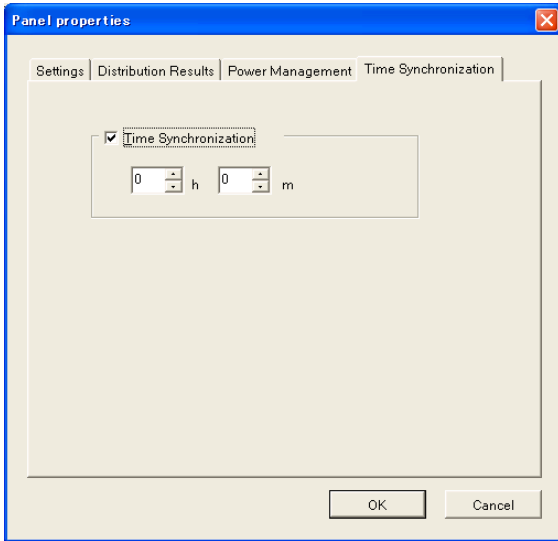 Panel properties
Settings Distribution Results Power Management Time Synchronization
Time Synchronization
0 h 0 m
OK Cancel